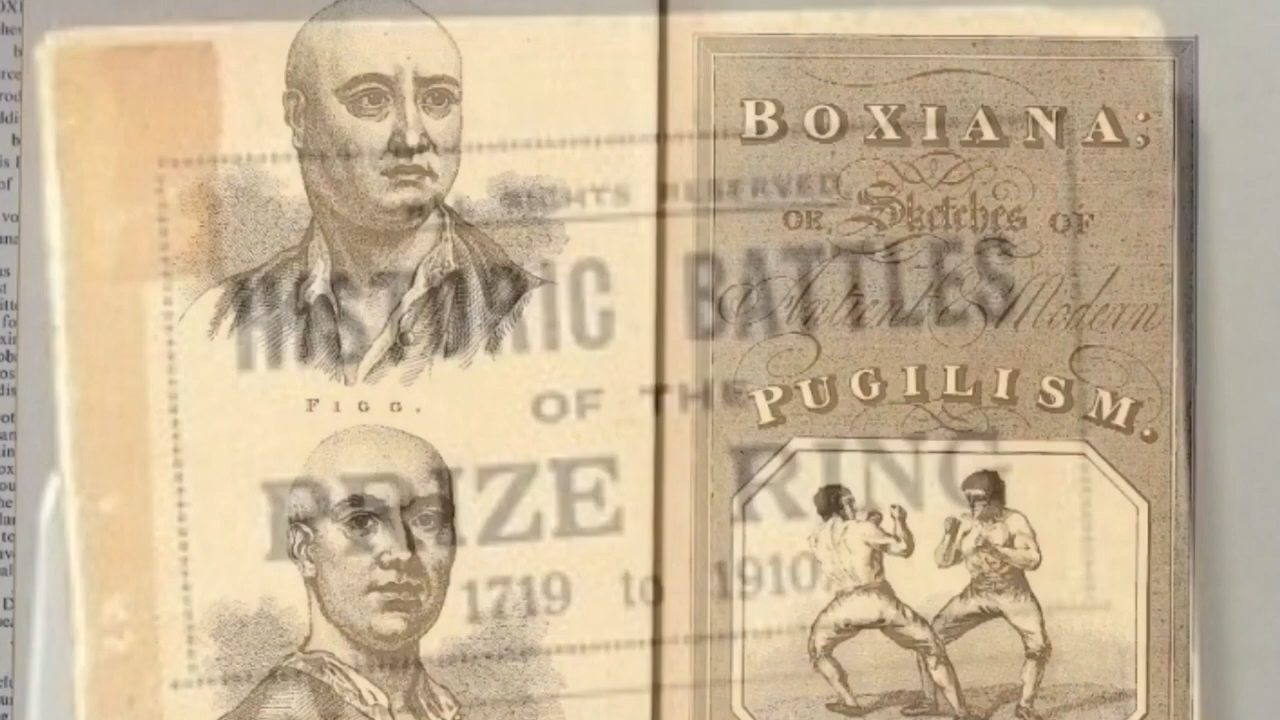 BOXIANA;
OR, Sketches OF
Antient & Modern
PUGILISM.
FIGG.
RIGHTS RESERVED
HISTORIC BATTLES
OF THE
PRIZE RING
1719 to 1910